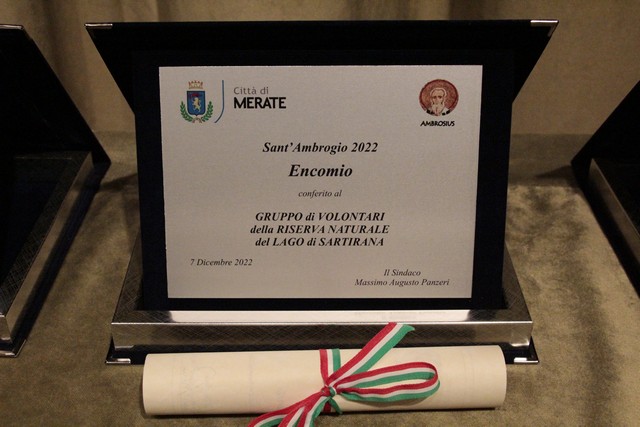 Città di
MERATE
AMBROSIUS
Sant'Ambrogio 2022
Encomio
conferito al
GRUPPO di VOLONTARI
della RISERVA NATURALE
del LAGO di SARTIRANA
7 Dicembre 2022
Il Sindaco
Massimo Augusto Panzeri